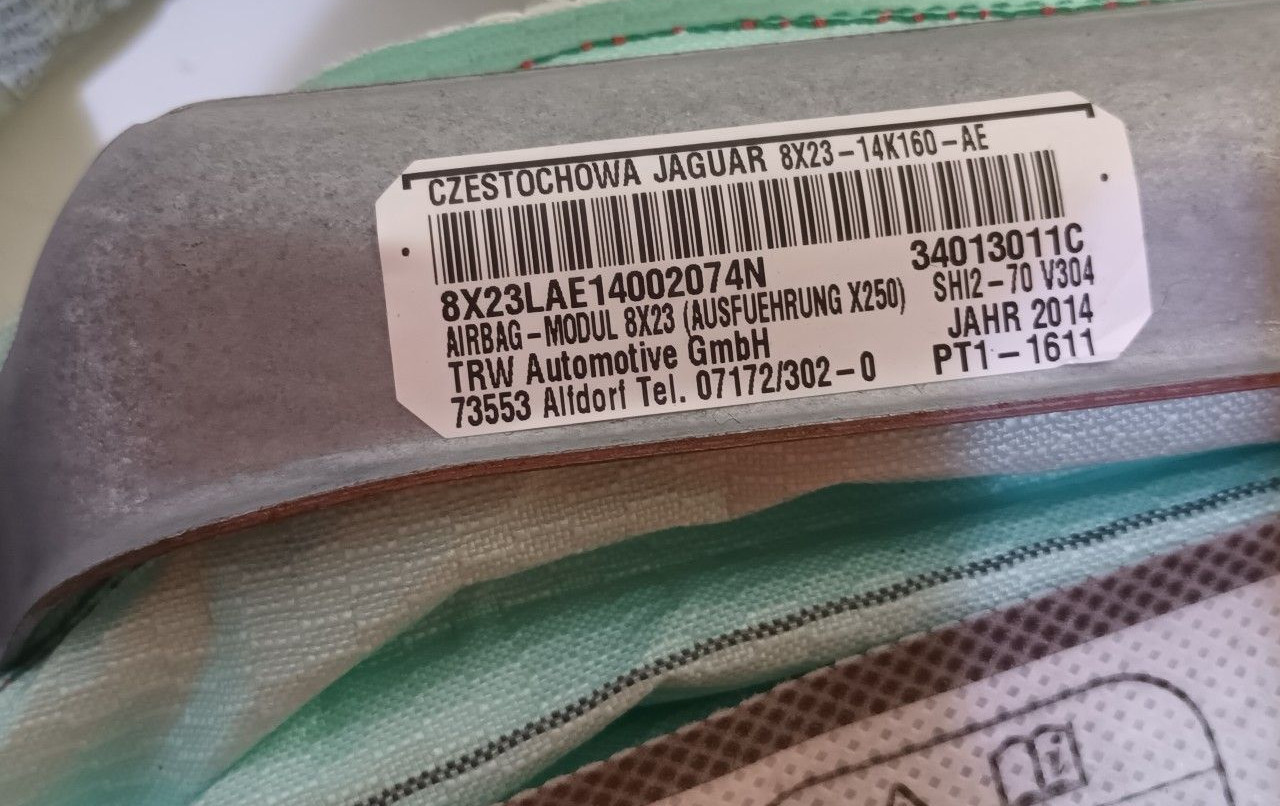 CZESTOCHOWA JAGUAR 8X23-14K160-AE
8X23LAE14002074N 34013011C
AIRBAG-MODUL 8X23 (AUSFUEHRUNG X250) SHI2-70 V304
TRW Automotive GmbH JAHR 2014
73553 Alfdorf Tel. 07172/302-0 PT1-1611
i